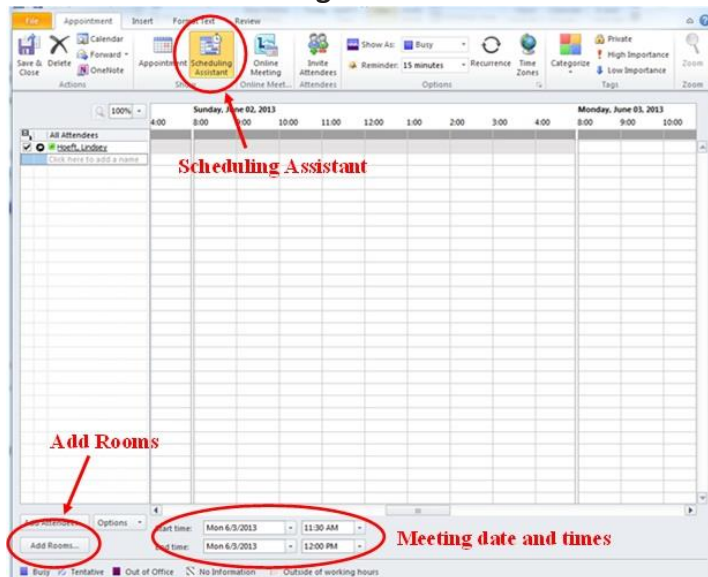 File Appointment Insert Format Text Review
Save & Close
Delete
Calendar
Forward
OneNote
Actions
Appointment
Scheduling Assistant
Online Meeting
Online Meet...
Invite Attendees
Attendees
Show As: Busy
Reminder: 15 minutes
Recurrence
Time Zones
Options
Categorize
Private
High Importance
Low Importance
Tags
Zoom
Zoom
100%
Sunday, June 02, 2013 Monday, June 03, 2013
4:00 8:00 9:00 10:00 11:00 12:00 1:00 2:00 3:00 4:00 8:00 9:00 10:00
All Attendees
Hoeft, Lindsey
Click here to add a name
Scheduling Assistant
Add Rooms
Add Attendees... Options
Start time: Mon 6/3/2013 11:30 AM
Meeting date and times
Add Rooms...
End time: Mon 6/3/2013 12:00 PM
Busy Tentative Out of Office No Information Outside of working hours